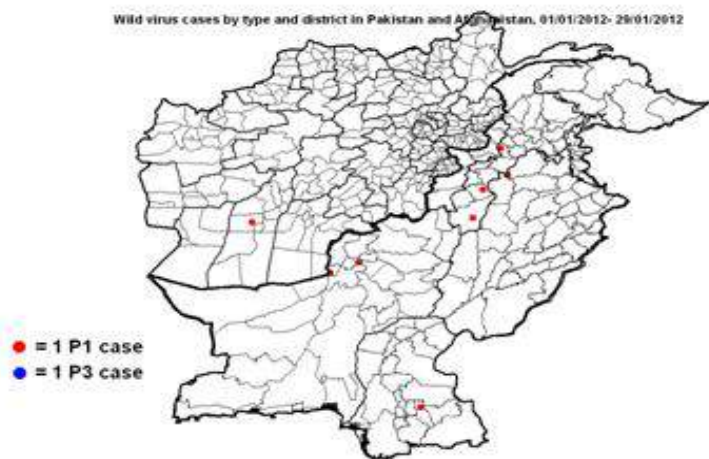 Wild virus cases by type and district in Pakistan and Afghanistan, 01/01/2012- 29/01/2012
= 1 P1 case
= 1 P3 case